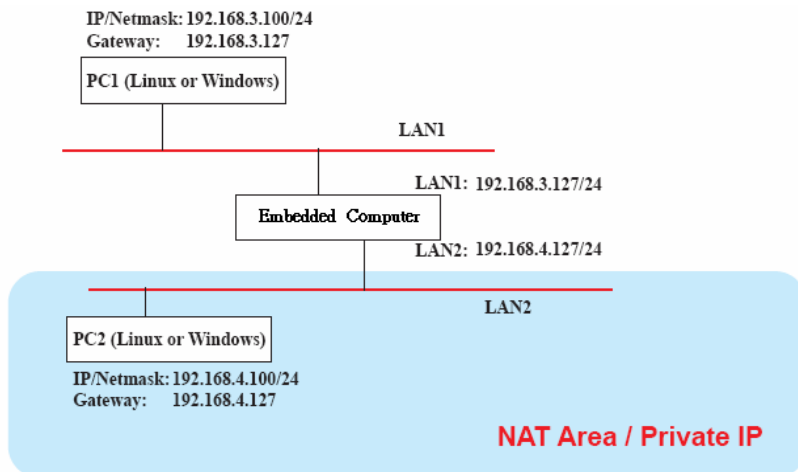 IP/Netmask: 192.168.3.100/24
Gateway: 192.168.3.127
PC1 (Linux or Windows)
LAN1
LAN1: 192.168.3.127/24
Embedded Computer
LAN2: 192.168.4.127/24
LAN2
PC2 (Linux or Windows)
IP/Netmask: 192.168.4.100/24
Gateway: 192.168.4.127
NAT Area / Private IP